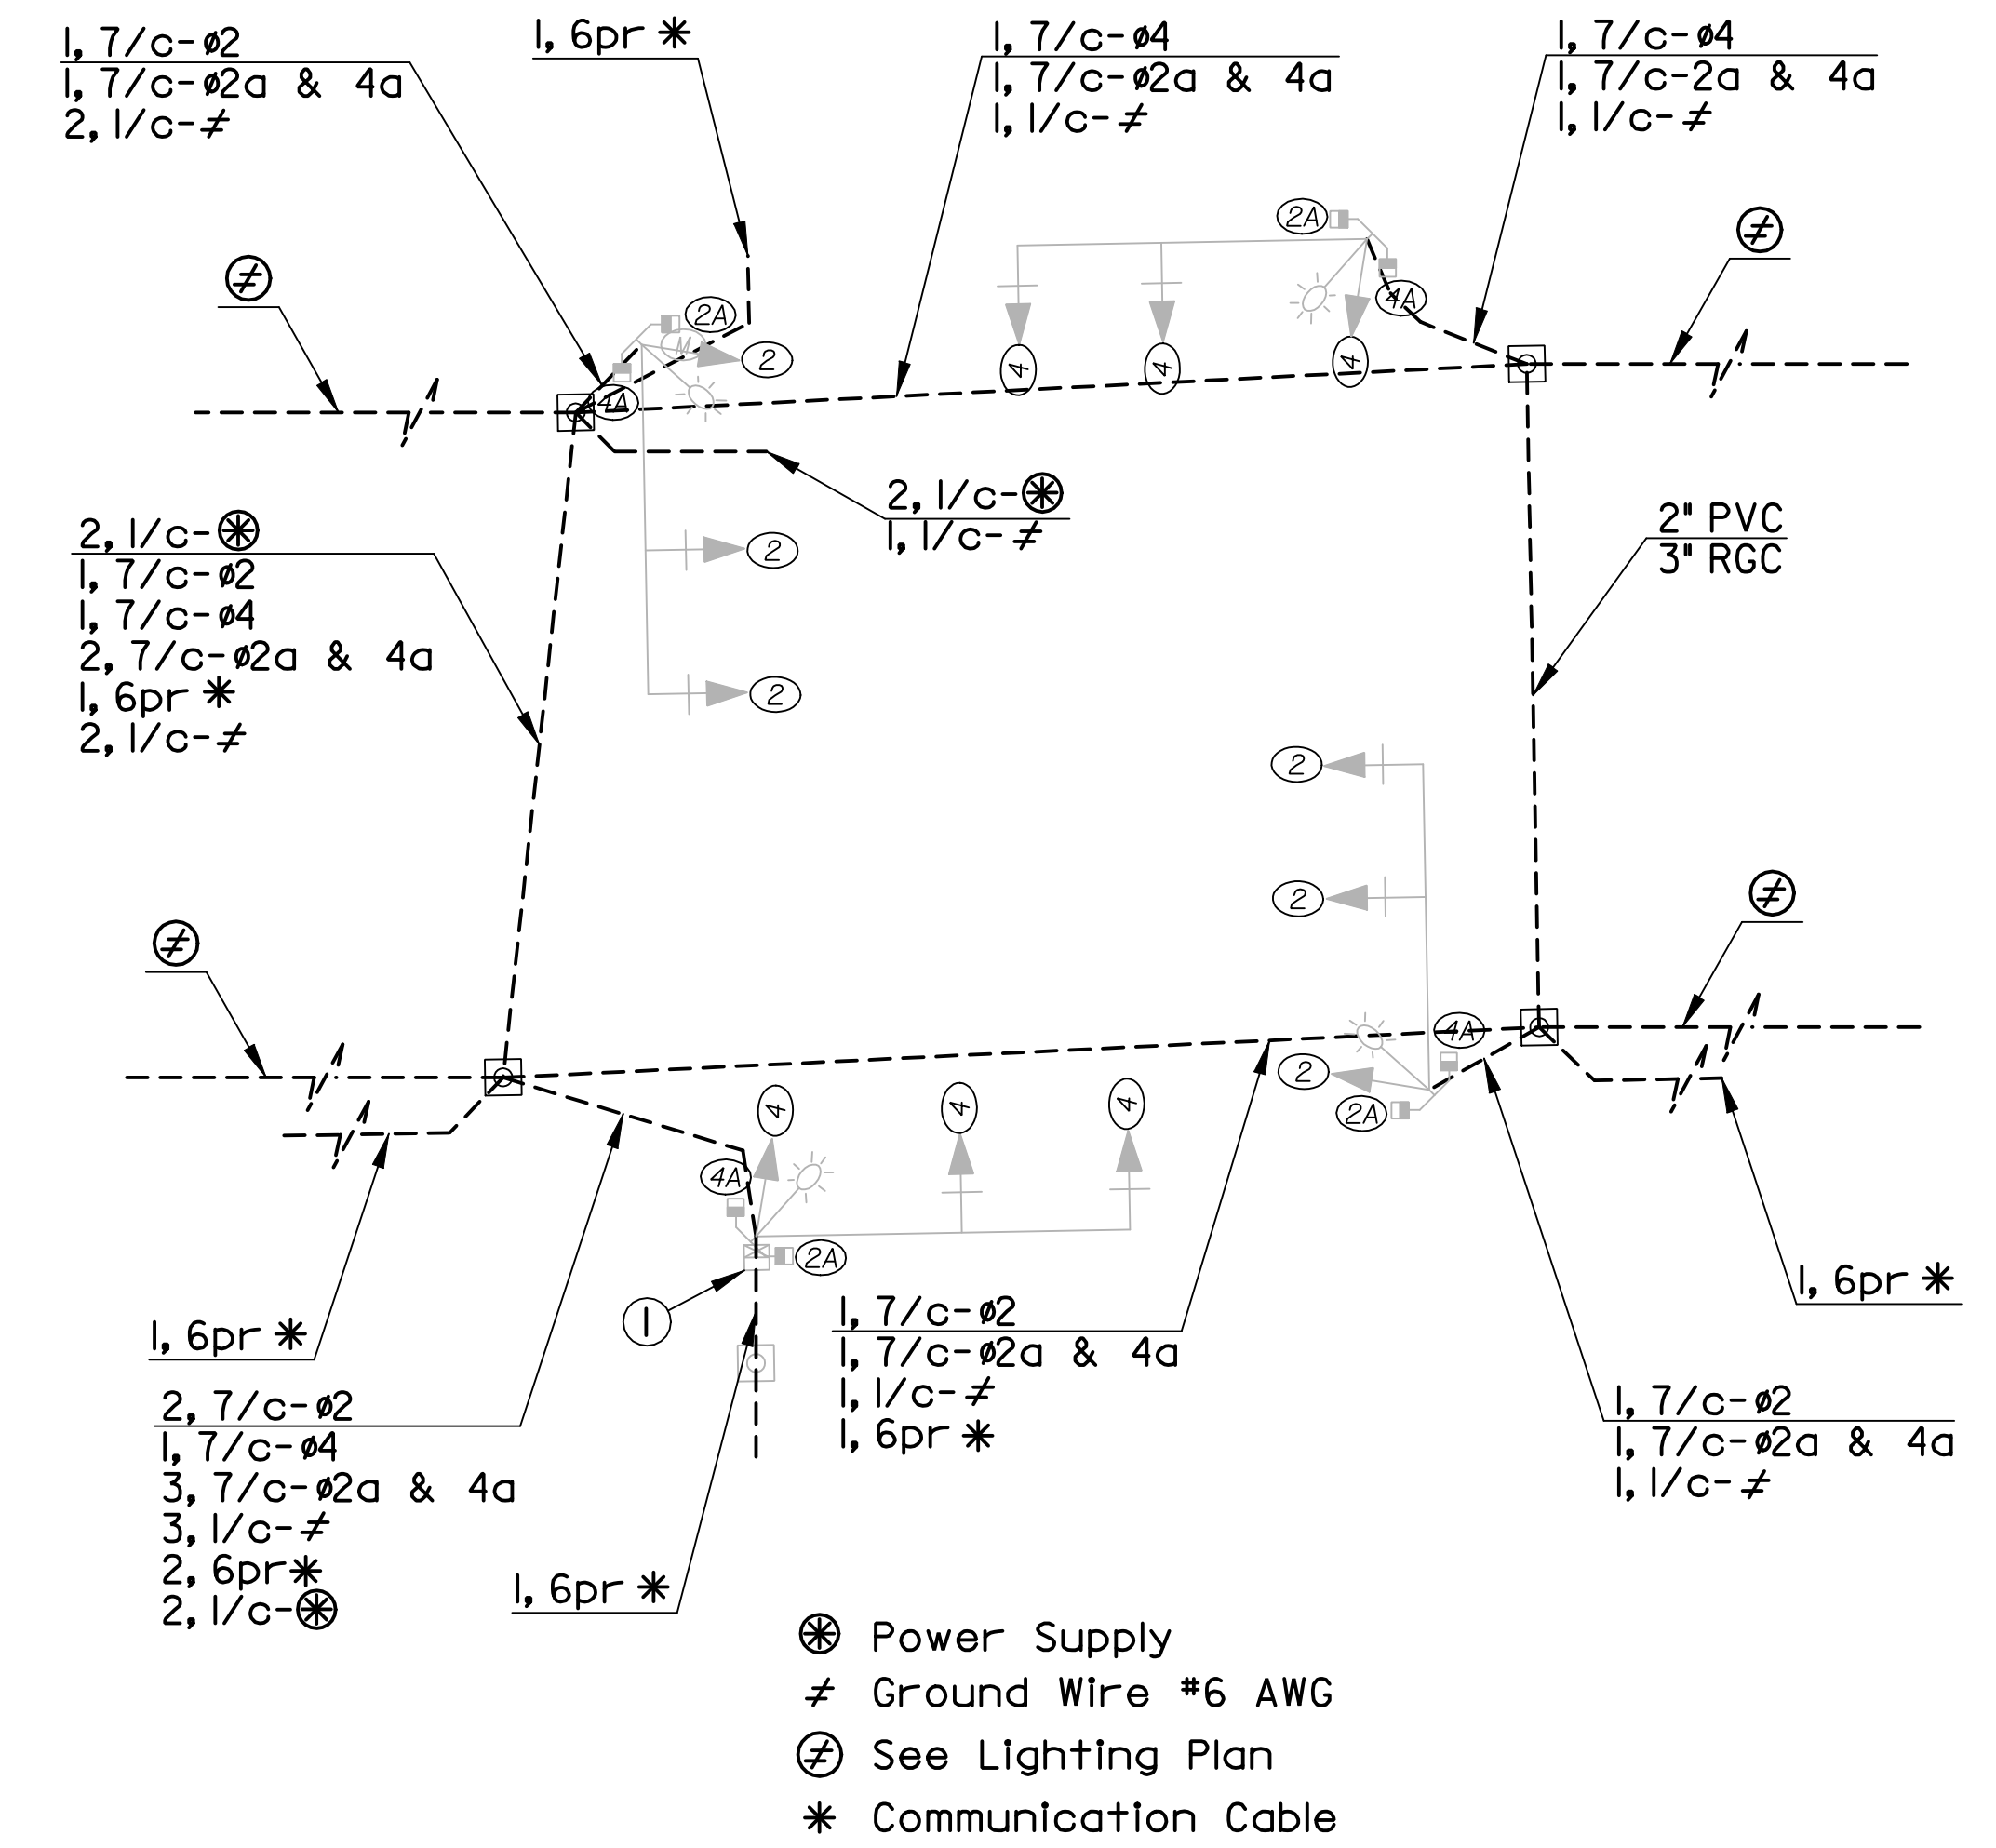 1, 7/c-ø2
1, 7/c-ø2a & 4a
2, 1/c-≠
1, 6pr ✳
1, 7/c-ø4
1, 7/c-ø2a & 4a
1, 1/c-≠
1, 7/c-ø4
1, 7/c-2a & 4a
1, 1/c-≠
2A
≠
≠
4A
2A
W
2
4
4
4
4A
2, 1/c-⊛
1, 1/c-≠
2" PVC
3" RGC
2, 1/c-⊛
1, 7/c-ø2
1, 7/c-ø4
2, 7/c-ø2a & 4a
1, 6pr ✳
2, 1/c-≠
2
2
2
2
≠
≠
4A
2
2A
4
4
4
4A
2A
1
1, 6pr ✳
1, 6pr ✳
2, 7/c-ø2
1, 7/c-ø4
3, 7/c-ø2a & 4a
3, 1/c-≠
2, 6pr ✳
2, 1/c-⊛
1, 7/c-ø2
1, 7/c-ø2a & 4a
1, 1/c-≠
1, 6pr ✳
1, 7/c-ø2
1, 7/c-ø2a & 4a
1, 1/c-≠
1, 6pr ✳
⊛ Power Supply
≠ Ground Wire #6 AWG
≠ See Lighting Plan
✳ Communication Cable